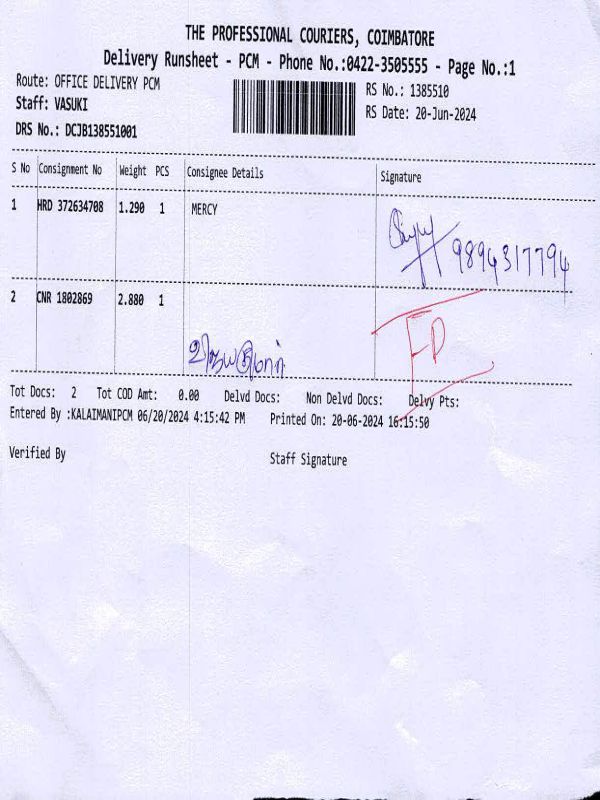 THE PROFESSIONAL COURIERS, COIMBATORE
Delivery Runsheet - PCM - Phone No.:0422-3505555 - Page No.:1
Route: OFFICE DELIVERY PCM
Staff: VASUKI
DRS No.: DCJB138551001
RS No.: 1385510
RS Date: 20-Jun-2024
S No Consignment No Weight PCS Consignee Details Signature
1 HRD 372634708 1.290 1 MERCY
9894317794
2 CNR 1802869 2.880 1
விஜயகுமார்
Tot Docs: 2 Tot COD Amt: 0.00 Delvd Docs: Non Delvd Docs: Delvy Pts:
Entered By :KALAIMANIPCM 06/20/2024 4:15:42 PM Printed On: 20-06-2024 16:15:50
Verified By Staff Signature